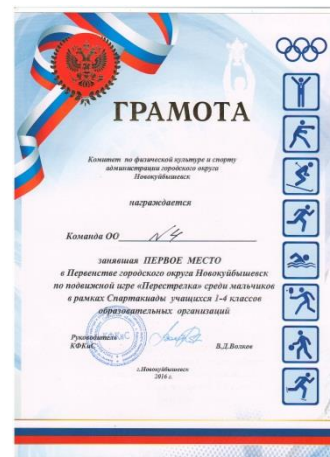 ГРАМОТА
Комитет по физической культуре и спорту
администрации городского округа
Новокуйбышевск
награждается
Команда ОО №4
занявшая ПЕРВОЕ МЕСТО
в Первенстве городского округа Новокуйбышевск
по подвижной игре «Перестрелка» среди мальчиков
в рамках Спартакиады учащихся 1-4 классов
образовательных организаций
Руководитель
КФКиС В.Д.Волков
г.Новокуйбышевск
2016 г.